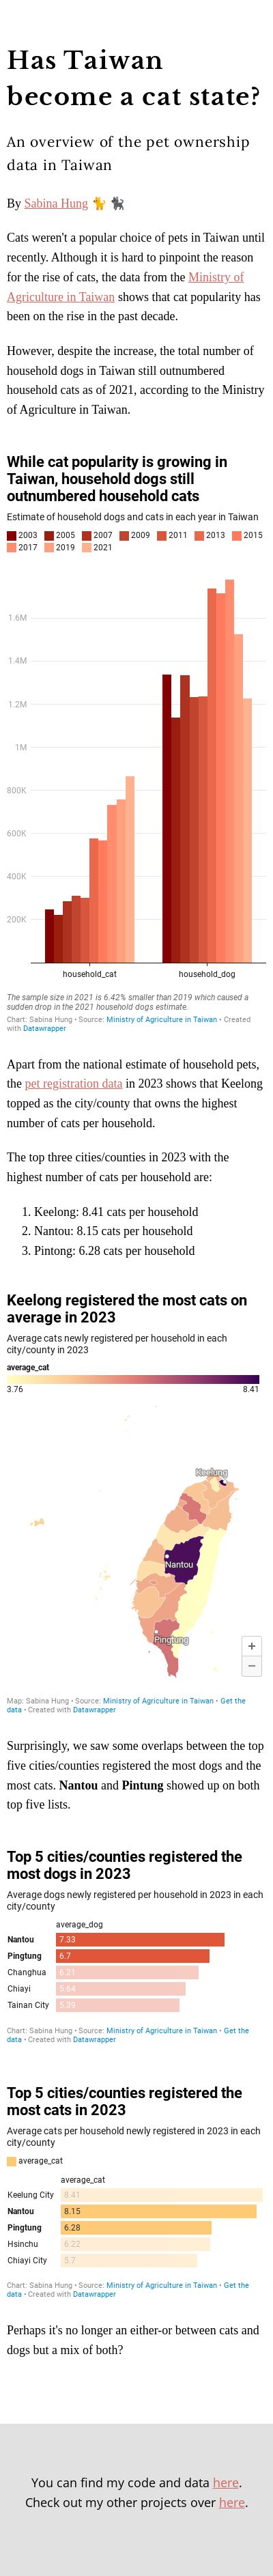 Has Taiwan
become a cat state?
An overview of the pet ownership
data in Taiwan
By Sabina Hung 🐈 🐈‍⬛
Cats weren't a popular choice of pets in Taiwan until
recently. Although it is hard to pinpoint the reason
for the rise of cats, the data from the Ministry of
Agriculture in Taiwan shows that cat popularity has
been on the rise in the past decade.
However, despite the increase, the total number of
household dogs in Taiwan still outnumbered
household cats as of 2021, according to the Ministry
of Agriculture in Taiwan.
While cat popularity is growing in
Taiwan, household dogs still
outnumbered household cats
Estimate of household dogs and cats in each year in Taiwan
2003 2005 2007 2009 2011 2013 2015
2017 2019 2021
1.6M
1.4M
1.2M
1M
800K
600K
400K
200K
household_cat household_dog
The sample size in 2021 is 6.42% smaller than 2019 which caused a
sudden drop in the 2021 household dogs estimate.
Chart: Sabina Hung • Source: Ministry of Agriculture in Taiwan • Created
with Datawrapper
Apart from the national estimate of household pets,
the pet registration data in 2023 shows that Keelong
topped as the city/county that owns the highest
number of cats per household.
The top three cities/counties in 2023 with the
highest number of cats per household are:
1. Keelong: 8.41 cats per household
2. Nantou: 8.15 cats per household
3. Pintong: 6.28 cats per household
Keelong registered the most cats on
average in 2023
Average cats newly registered per household in each
city/county in 2023
average_cat
3.76 8.41
Keelung
Nantou
Pingtung
+
−
Map: Sabina Hung • Source: Ministry of Agriculture in Taiwan • Get the
data • Created with Datawrapper
Surprisingly, we saw some overlaps between the top
five cities/counties registered the most dogs and the
most cats. Nantou and Pintung showed up on both
top five lists.
Top 5 cities/counties registered the
most dogs in 2023
Average dogs newly registered per household in 2023 in each
city/county
average_dog
Nantou 7.33
Pingtung 6.7
Changhua 6.21
Chiayi 5.64
Tainan City 5.39
Chart: Sabina Hung • Source: Ministry of Agriculture in Taiwan • Get the
data • Created with Datawrapper
Top 5 cities/counties registered the
most cats in 2023
Average cats per household newly registered in 2023 in each
city/county
average_cat
average_cat
Keelung City 8.41
Nantou 8.15
Pingtung 6.28
Hsinchu 6.22
Chiayi City 5.7
Chart: Sabina Hung • Source: Ministry of Agriculture in Taiwan • Get the
data • Created with Datawrapper
Perhaps it's no longer an either-or between cats and
dogs but a mix of both?
You can find my code and data here.
Check out my other projects over here.